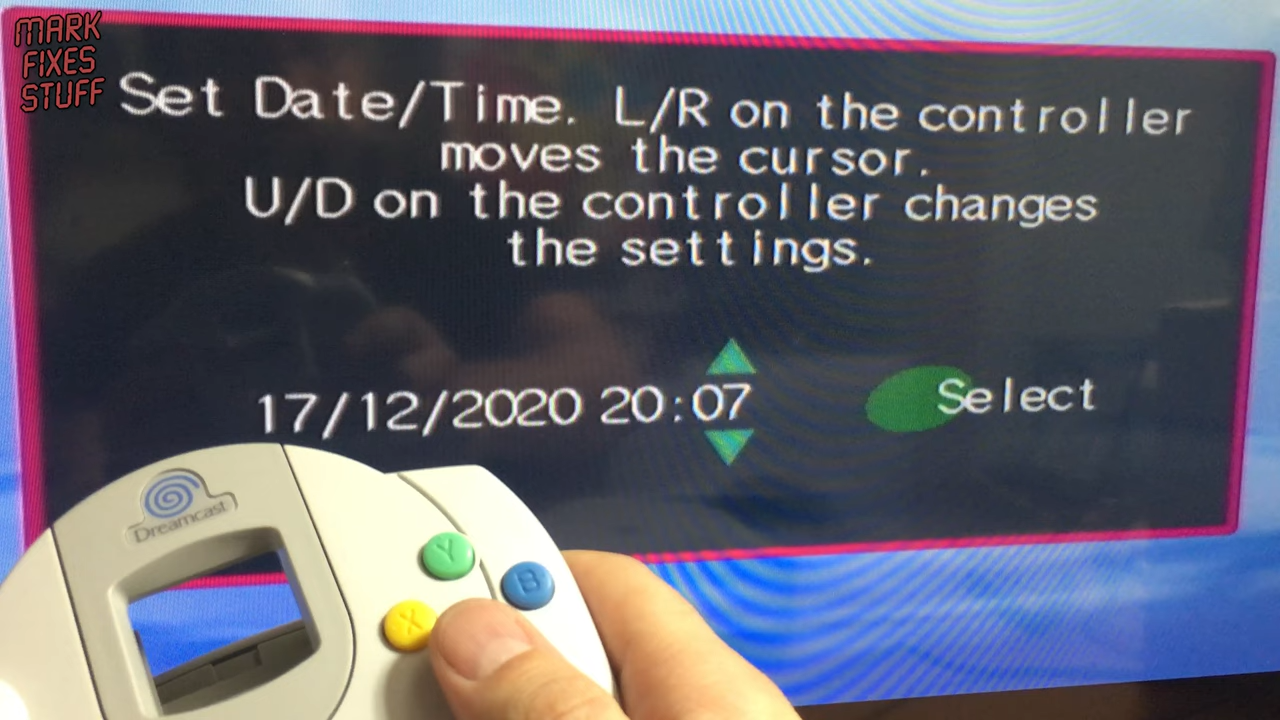 MARK
FIXES
STUFF
Set Date/Time. L/R on the controller
moves the cursor.
U/D on the controller changes
the settings.
17/12/2020 20:07
Select
Dreamcast
Y
B
X